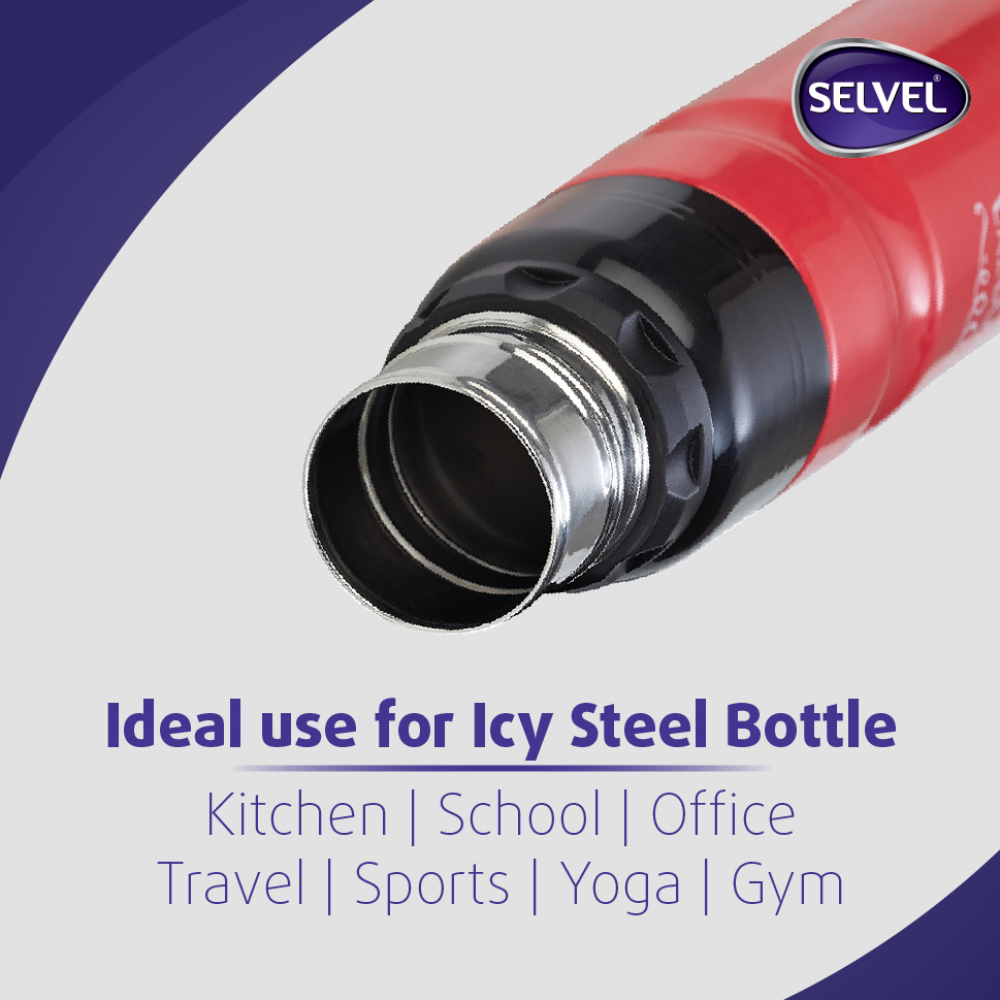 SELVEL®
Ideal use for Icy Steel Bottle
Kitchen | School | Office
Travel | Sports | Yoga | Gym